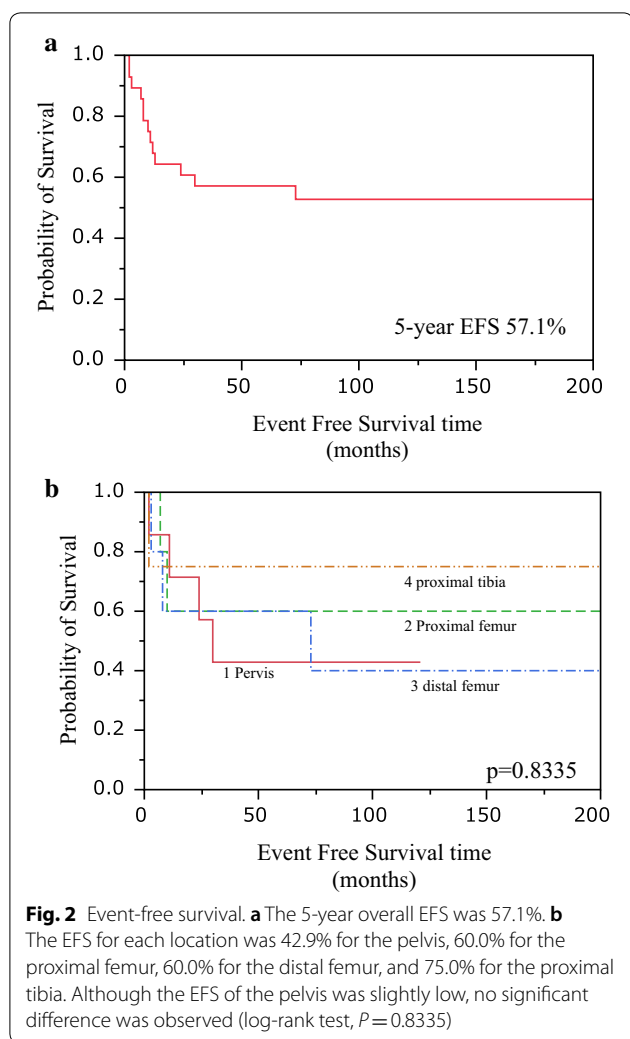 a
1.0
0.8
0.6
0.4
0.2
0.0
0 50 100 150 200
Probability of Survival
5-year EFS 57.1%
Event Free Survival time
(months)
b
1.0
0.8
0.6
0.4
0.2
0.0
0 50 100 150 200
Probability of Survival
4 proximal tibia
2 Proximal femur
1 Pervis
3 distal femur
p=0.8335
Event Free Survival time
(months)
Fig. 2 Event-free survival. a The 5-year overall EFS was 57.1%. b
The EFS for each location was 42.9% for the pelvis, 60.0% for the
proximal femur, 60.0% for the distal femur, and 75.0% for the proximal
tibia. Although the EFS of the pelvis was slightly low, no significant
difference was observed (log-rank test, P = 0.8335)